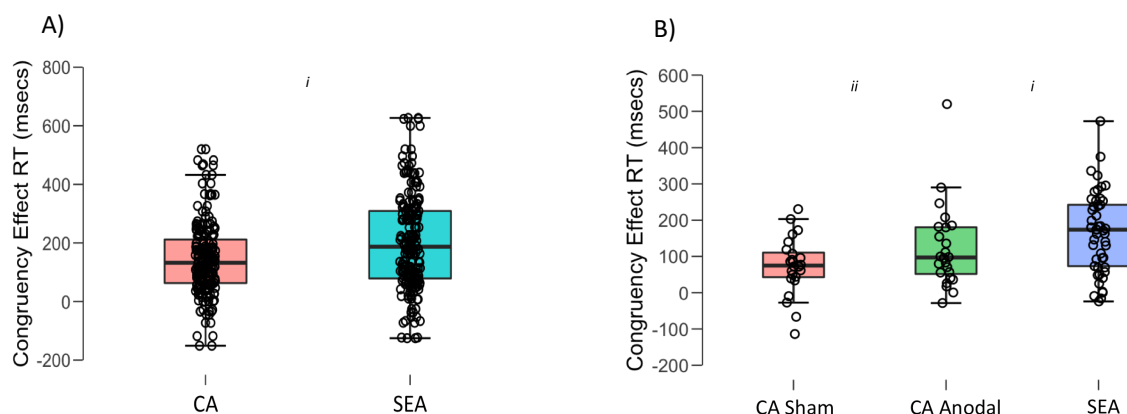 A)
Congruency Effect RT (msecs)
800
600
400
200
0
-200
i
CA
SEA
B)
Congruency Effect RT (msecs)
600
500
400
300
200
100
0
-100
-200
ii
i
CA Sham
CA Anodal
SEA